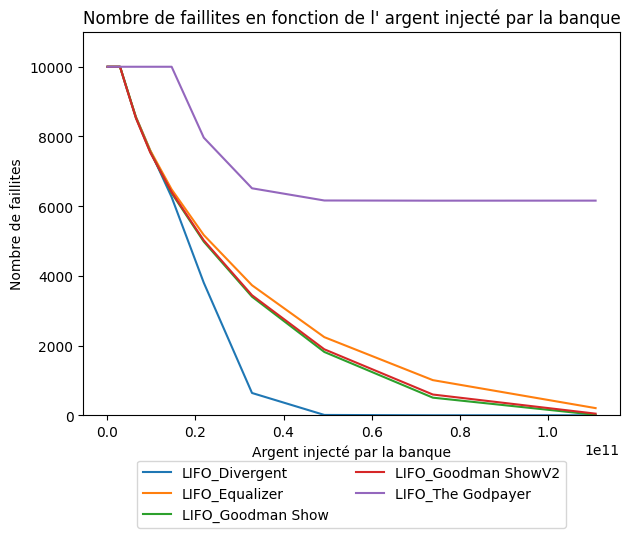 Nombre de faillites en fonction de l' argent injecté par la banque
Nombre de faillites
10000
8000
6000
4000
2000
0
0.0
0.2
0.4
0.6
0.8
1.0
1e11
Argent injecté par la banque
LIFO_Divergent
LIFO_Equalizer
LIFO_Goodman Show
LIFO_Goodman ShowV2
LIFO_The Godpayer